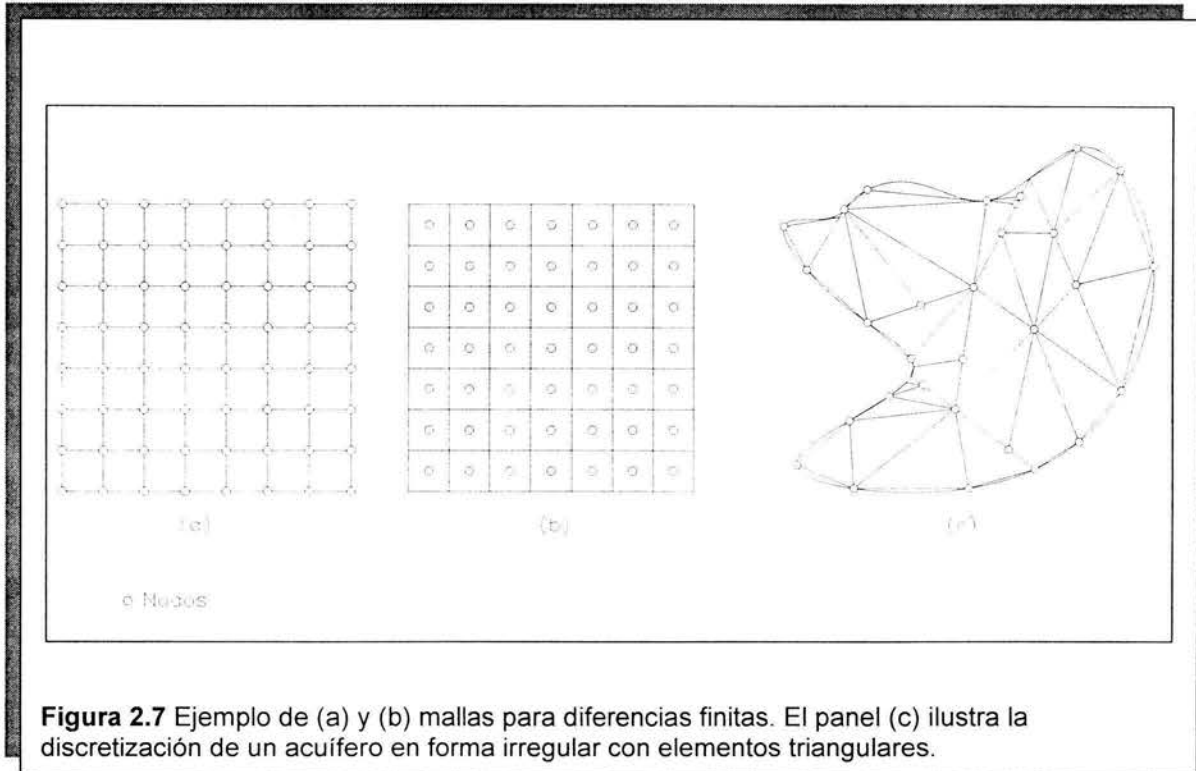 (a)
(b)
(c)
o Nudos
Figura 2.7 Ejemplo de (a) y (b) mallas para diferencias finitas. El panel (c) ilustra la
discretización de un acuífero en forma irregular con elementos triangulares.